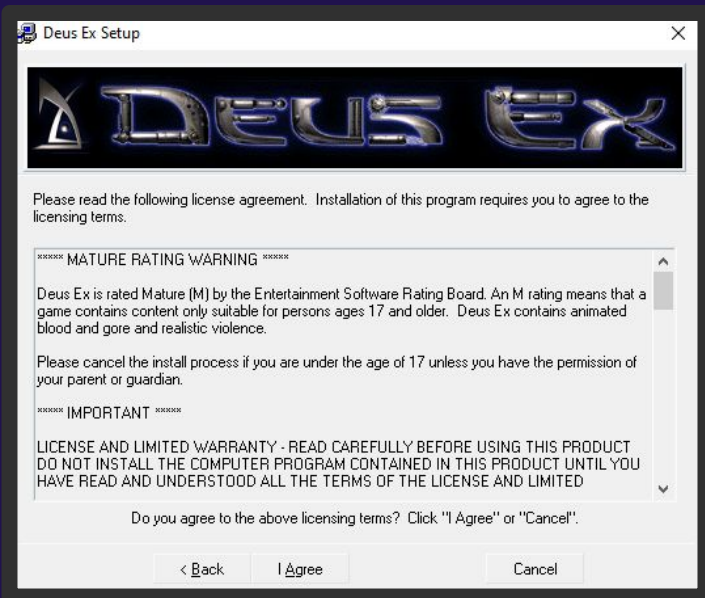 Deus Ex Setup
DEUS EX
Please read the following license agreement.  Installation of this program requires you to agree to the
licensing terms.
***** MATURE RATING WARNING *****
Deus Ex is rated Mature (M) by the Entertainment Software Rating Board. An M rating means that a
game contains content only suitable for persons ages 17 and older.  Deus Ex contains animated
blood and gore and realistic violence.
Please cancel the install process if you are under the age of 17 unless you have the permission of
your parent or guardian.
***** IMPORTANT *****
LICENSE AND LIMITED WARRANTY - READ CAREFULLY BEFORE USING THIS PRODUCT
DO NOT INSTALL THE COMPUTER PROGRAM CONTAINED IN THIS PRODUCT UNTIL YOU
HAVE READ AND UNDERSTOOD ALL THE TERMS OF THE LICENSE AND LIMITED
Do you agree to the above licensing terms?  Click "I Agree" or "Cancel".
< Back
I Agree
Cancel